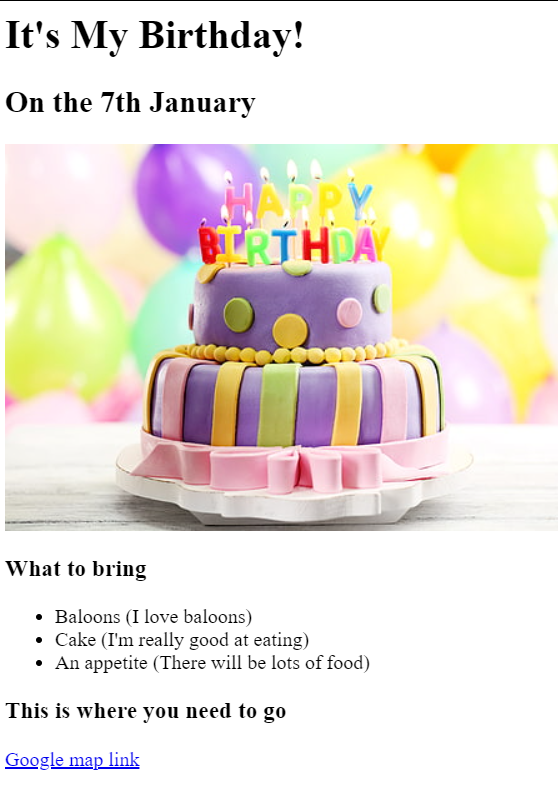 It's My Birthday!
On the 7th January
HAPPY
BIRTHDAY
What to bring
Baloons (I love baloons)
Cake (I'm really good at eating)
An appetite (There will be lots of food)
This is where you need to go
Google map link